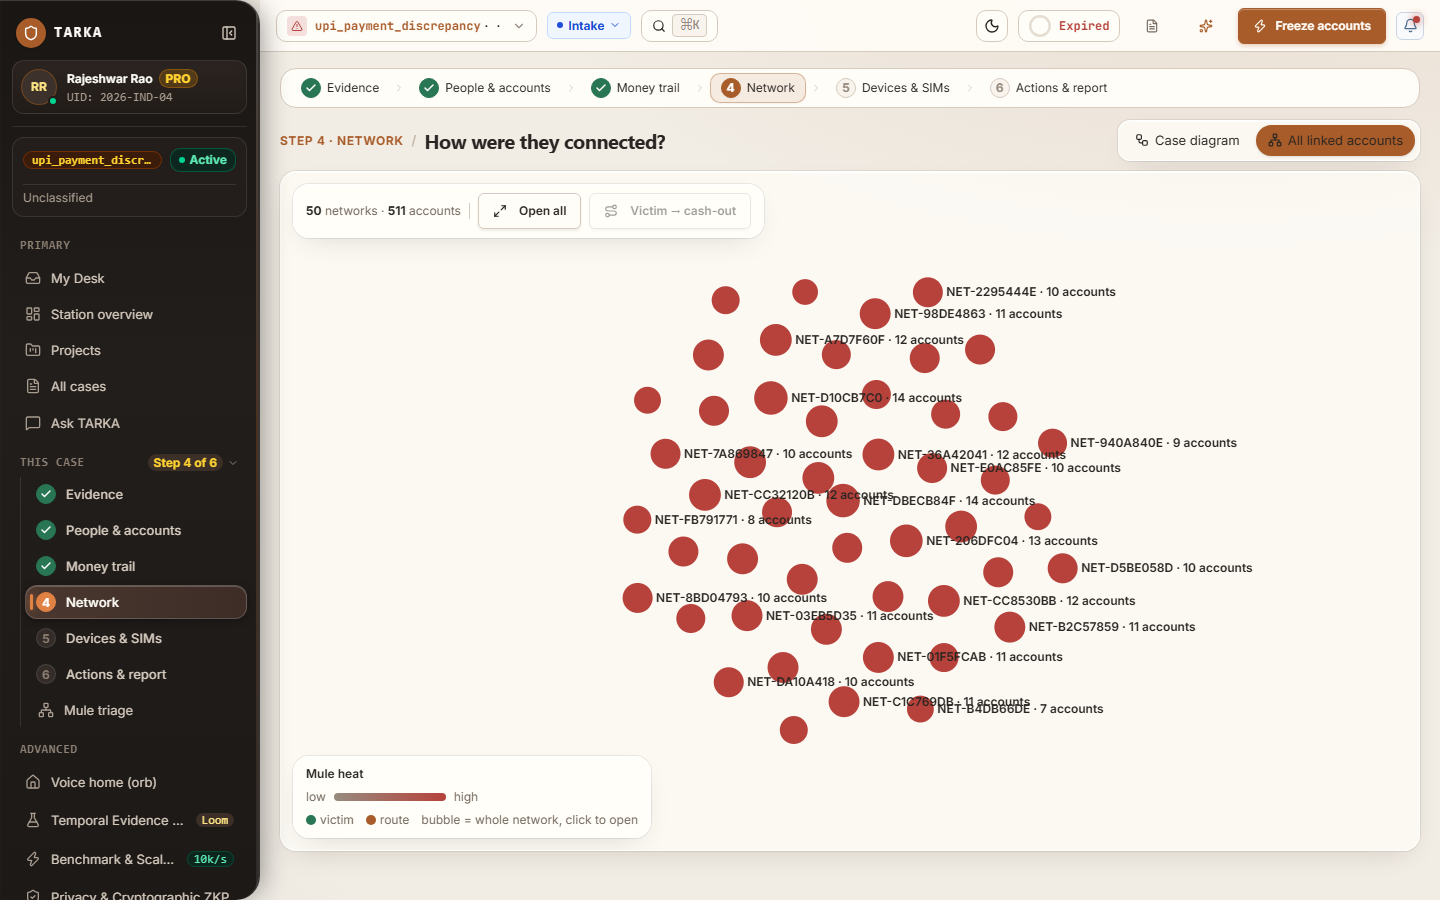 TARKA
RR
Rajeshwar Rao PRO
UID: 2026-IND-04
upi_payment_discr… Active
Unclassified
PRIMARY
My Desk
Station overview
Projects
All cases
Ask TARKA
THIS CASE Step 4 of 6
Evidence
People & accounts
Money trail
4 Network
5 Devices & SIMs
6 Actions & report
Mule triage
ADVANCED
Voice home (orb)
Temporal Evidence ... Loom
Benchmark & Scal... 10k/s
Privacy & Cryptographic ZKP
upi_payment_discrepancy · ·
Intake
⌘K
Expired
Freeze accounts
Evidence
People & accounts
Money trail
4 Network
5 Devices & SIMs
6 Actions & report
STEP 4 · NETWORK / How were they connected?
Case diagram
All linked accounts
50 networks · 511 accounts
Open all
Victim → cash-out
NET-2295444E · 10 accounts
NET-98DE4863 · 11 accounts
NET-A7D7F60F · 12 accounts
NET-D10CB7C0 · 14 accounts
NET-940A840E · 9 accounts
NET-7A869847 · 10 accounts
NET-36A42041 · 12 accounts
NET-E0AC85FE · 10 accounts
NET-CC32120B · 12 accounts
NET-DBECB84F · 14 accounts
NET-FB791771 · 8 accounts
NET-206DFC04 · 13 accounts
NET-D5BE058D · 10 accounts
NET-8BD04793 · 10 accounts
NET-CC8530BB · 12 accounts
NET-03EB5D35 · 11 accounts
NET-B2C57859 · 11 accounts
NET-01F5FCAB · 11 accounts
NET-DA10A418 · 10 accounts
NET-C1C769DB · 11 accounts
NET-B4DB66DE · 7 accounts
Mule heat
low high
victim route bubble = whole network, click to open